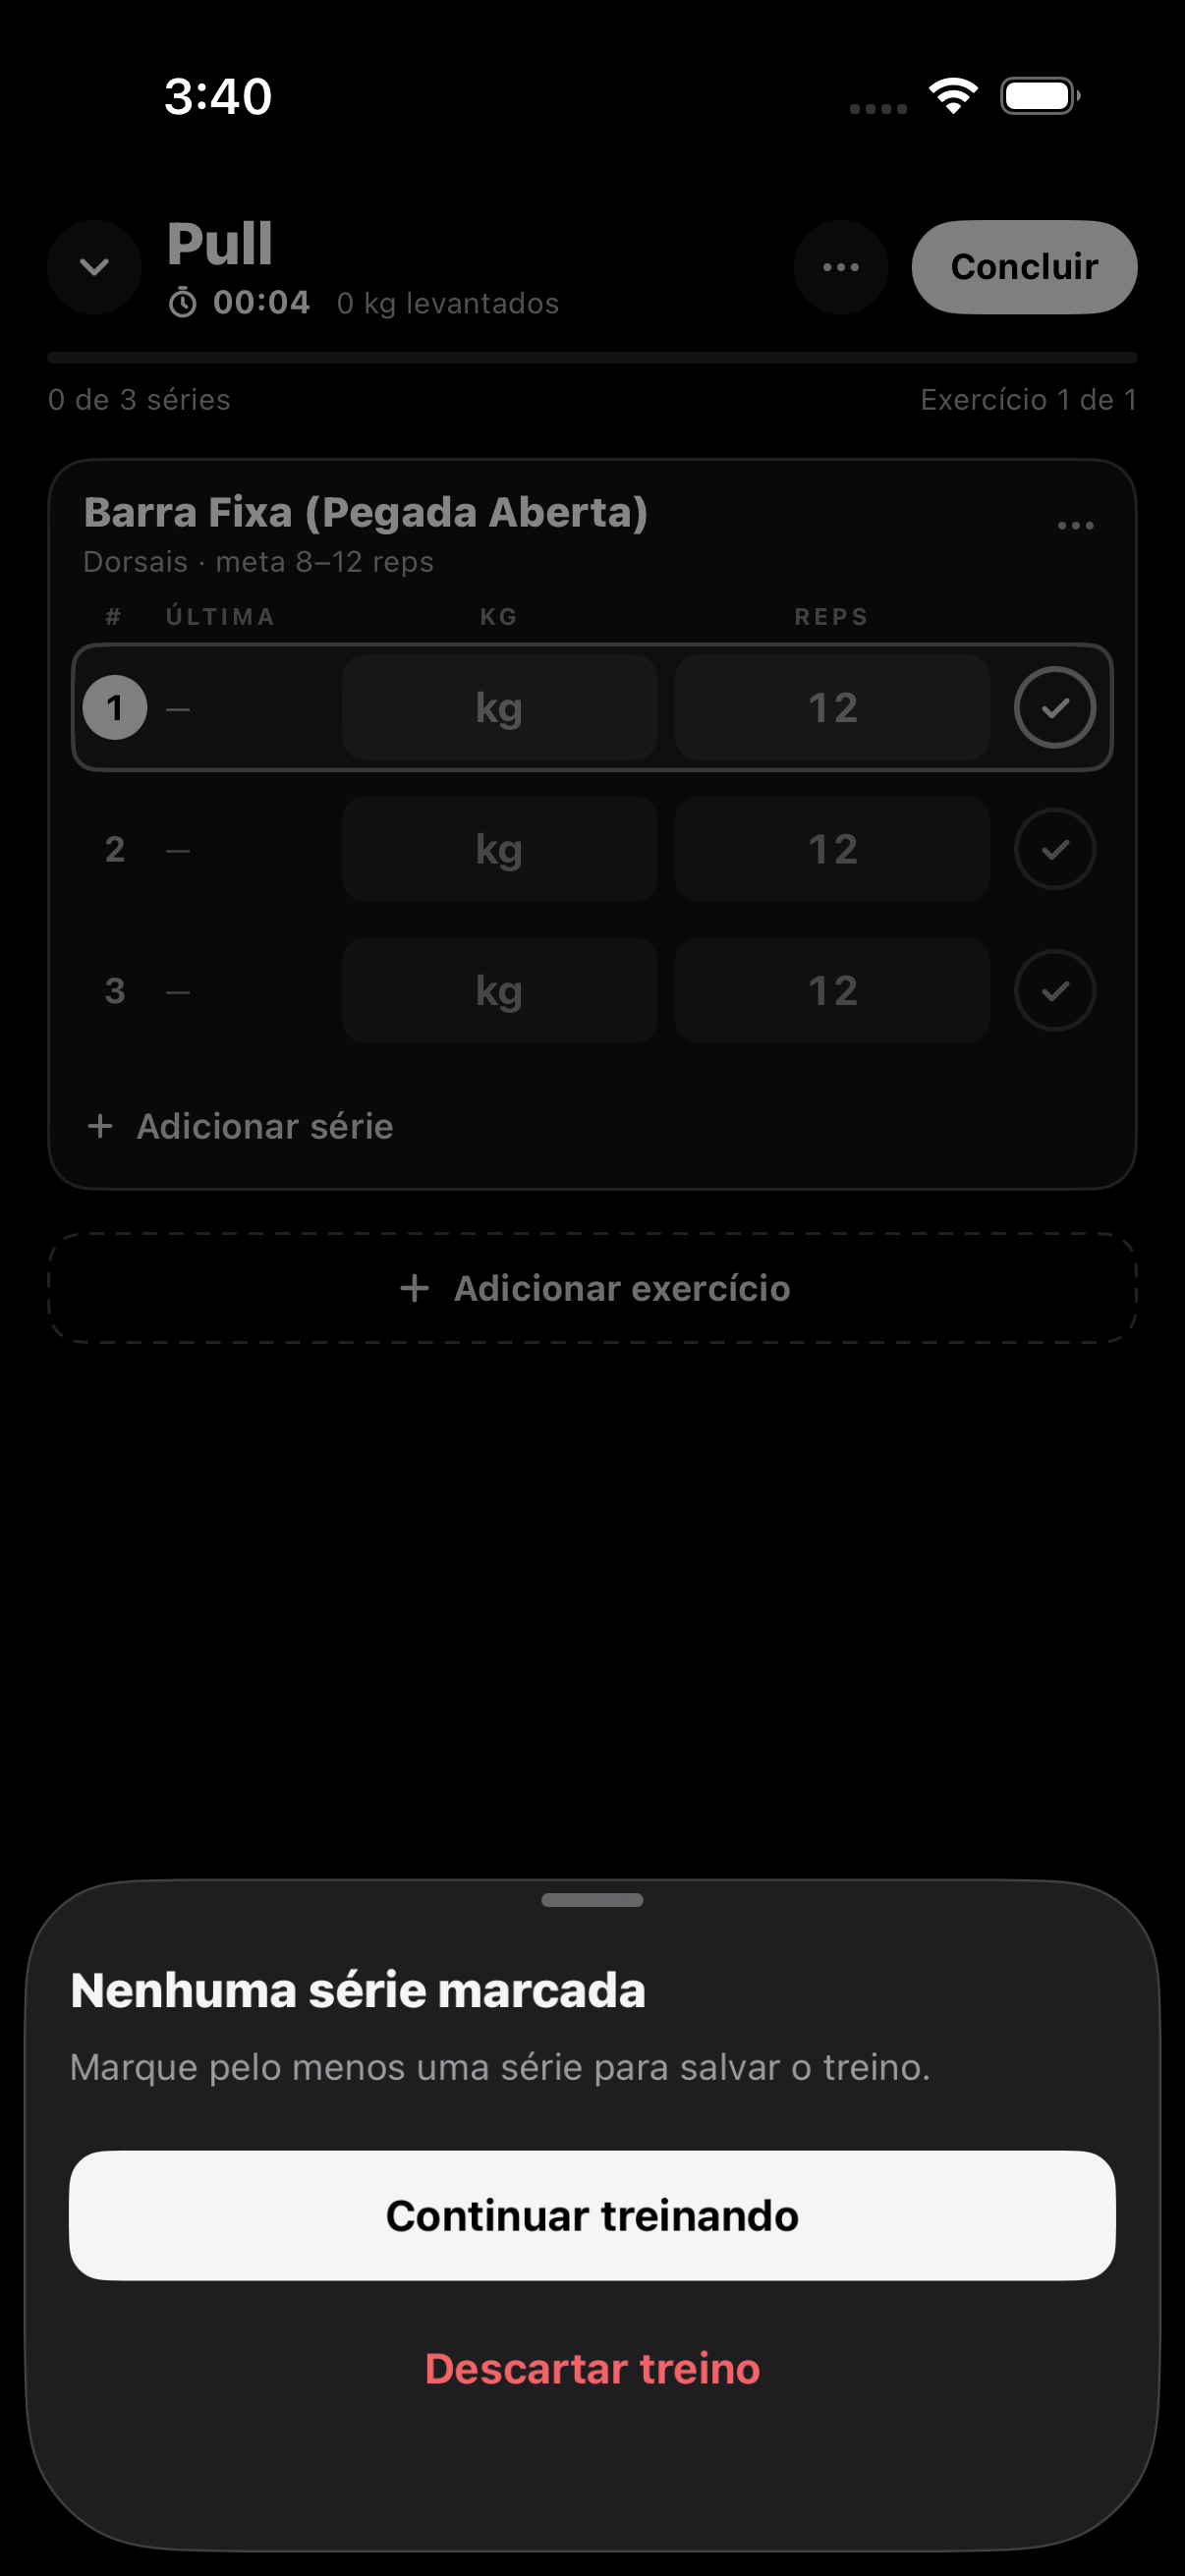 3:40
Pull
00:04 0 kg levantados
Concluir
0 de 3 séries
Exercício 1 de 1
Barra Fixa (Pegada Aberta)
Dorsais · meta 8–12 reps
# ÚLTIMA KG REPS
1 — kg 12
2 — kg 12
3 — kg 12
+ Adicionar série
+ Adicionar exercício
Nenhuma série marcada
Marque pelo menos uma série para salvar o treino.
Continuar treinando
Descartar treino